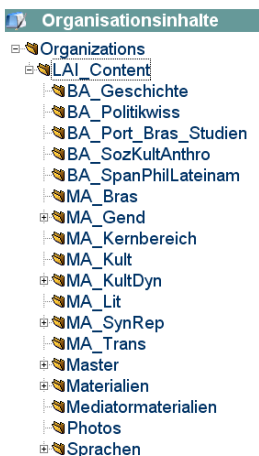 Organisationsinhalte
Organizations
LAI_Content
BA_Geschichte
BA_Politikwiss
BA_Port_Bras_Studien
BA_SozKultAnthro
BA_SpanPhilLateinam
MA_Bras
MA_Gend
MA_Kernbereich
MA_Kult
MA_KultDyn
MA_Lit
MA_SynRep
MA_Trans
Master
Materialien
Mediatormaterialien
Photos
Sprachen